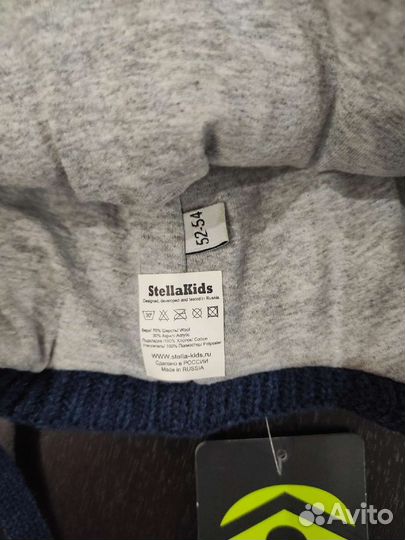 52-54
StellaKids
Designed, developed and tested in Russia.
30°
Верх: 70% Шерсть/ Wool
30% Акрил/ Acrylic
Подкладка /100% Хлопок/ Cotton
Утеплитель/ 100% Полиэстер/ Polyester
www.stella-kids.ru
Сделано в РОССИИ
Made in RUSSIA
Avito